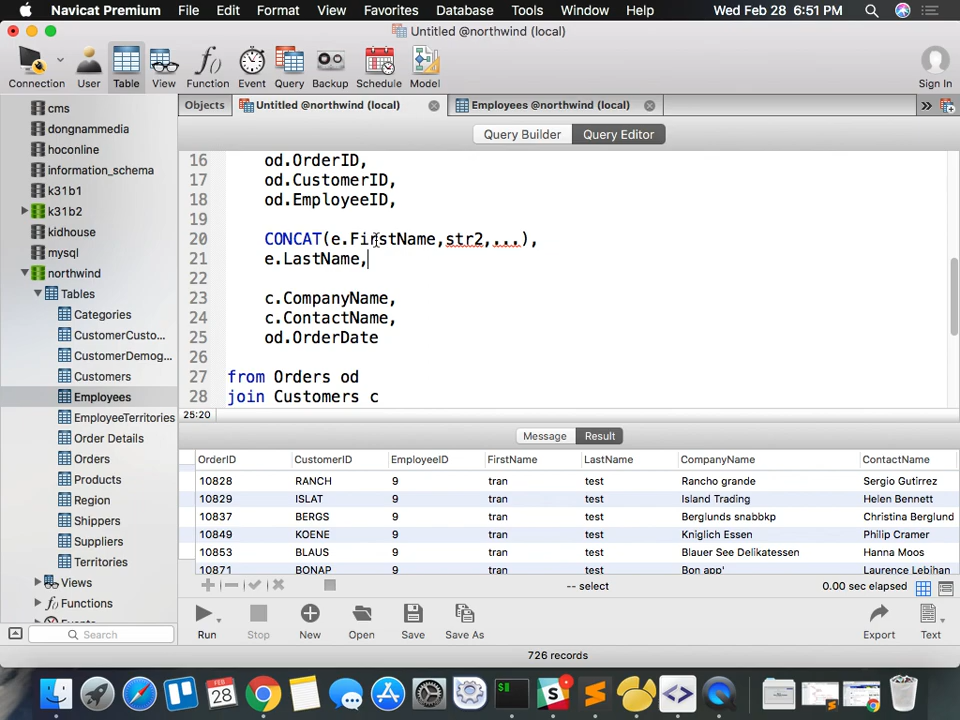 Navicat Premium File Edit Format View Favorites Database Tools Window Help Wed Feb 28 6:51 PM
Untitled @northwind (local)
Connection User Table View Function Event Query Backup Schedule Model Sign In
Objects Untitled @northwind (local) Employees @northwind (local)
Query Builder Query Editor
cms
dongnammedia
hoconline
information_schema
k31b1
k31b2
kidhouse
mysql
northwind
Tables
Categories
CustomerCusto...
CustomerDemog...
Customers
Employees
EmployeeTerritories
Order Details
Orders
Products
Region
Shippers
Suppliers
Territories
Views
Functions
Search
16 od.OrderID,
17 od.CustomerID,
18 od.EmployeeID,
19
20 CONCAT(e.FirstName,str2,...),
21 e.LastName,
22
23 c.CompanyName,
24 c.ContactName,
25 od.OrderDate
26
27 from Orders od
28 join Customers c
25:20
Message Result
OrderID CustomerID EmployeeID FirstName LastName CompanyName ContactName
10828 RANCH 9 tran test Rancho grande Sergio Gutirrez
10829 ISLAT 9 tran test Island Trading Helen Bennett
10837 BERGS 9 tran test Berglunds snabbkp Christina Berglund
10849 KOENE 9 tran test Kniglich Essen Philip Cramer
10853 BLAUS 9 tran test Blauer See Delikatessen Hanna Moos
10871 BONAP 9 tran test Bon app' Laurence Lebihan
-- select 0.00 sec elapsed
Run Stop New Open Save Save As Export Text
726 records
FEB
28